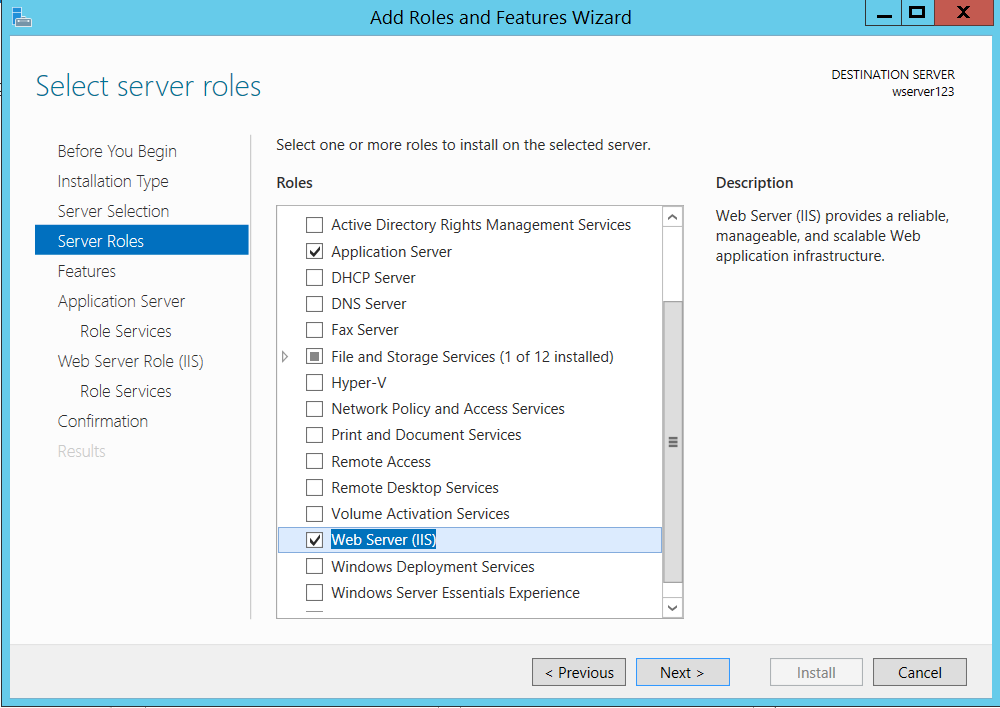 Add Roles and Features Wizard
Select server roles
DESTINATION SERVER
wserver123
Before You Begin
Installation Type
Server Selection
Server Roles
Features
Application Server
Role Services
Web Server Role (IIS)
Role Services
Confirmation
Results
Select one or more roles to install on the selected server.
Roles
Active Directory Rights Management Services
Application Server
DHCP Server
DNS Server
Fax Server
File and Storage Services (1 of 12 installed)
Hyper-V
Network Policy and Access Services
Print and Document Services
Remote Access
Remote Desktop Services
Volume Activation Services
Web Server (IIS)
Windows Deployment Services
Windows Server Essentials Experience
Description
Web Server (IIS) provides a reliable,
manageable, and scalable Web
application infrastructure.
< Previous
Next >
Install
Cancel